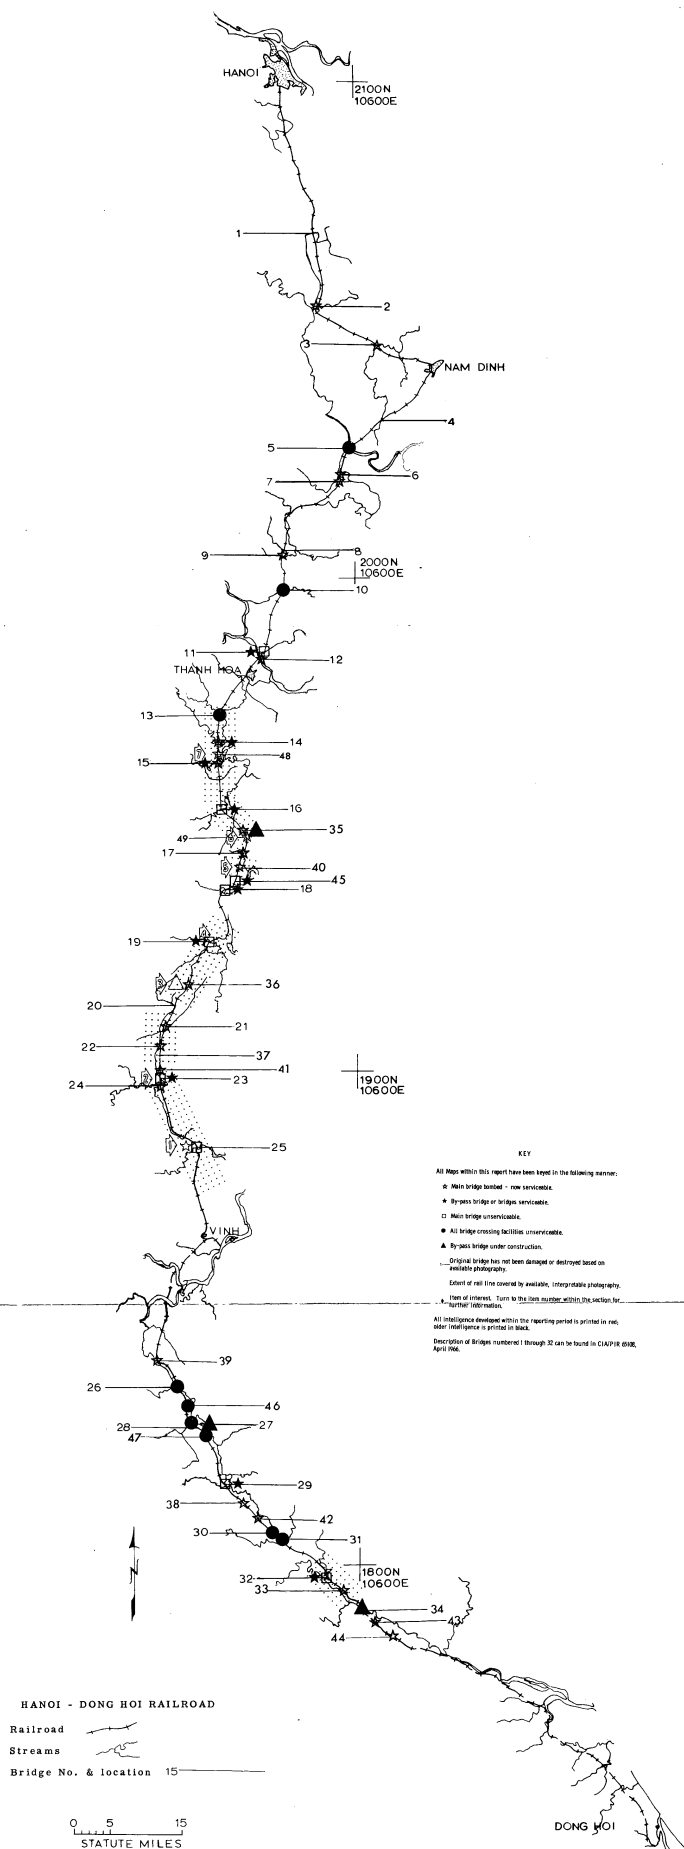 HANOI
2100N
10600E
1
2
3
NAM DINH
4
5
6
7
8
9
2000N
10600E
10
11
12
THANH HOA
13
14
48
15
16
35
49
17
40
45
18
19
36
20
21
22
37
41
23
24
1900N
10600E
25
VINH
KEY
All Maps within this report have been keyed in the following manner:
Main bridge bombed - now serviceable.
By-pass bridge or bridges serviceable.
Main bridge unserviceable.
All bridge crossing facilities unserviceable.
By-pass bridge under construction.
Original bridge has not been damaged or destroyed based on
available photography.
Extent of rail line covered by available, interpretable photography.
Item of interest. Turn to the item number within the section for
further information.
All intelligence developed within the reporting period is printed in red;
older intelligence is printed in black.
Description of Bridges numbered 1 through 32 can be found in CIA/PIR 61018,
April 1966.
39
26
46
28
27
47
29
38
42
30
31
1800N
10600E
32
33
34
43
44
N
HANOI - DONG HOI RAILROAD
Railroad
Streams
Bridge No. & location 15
DONG HOI
0 5 15
STATUTE MILES